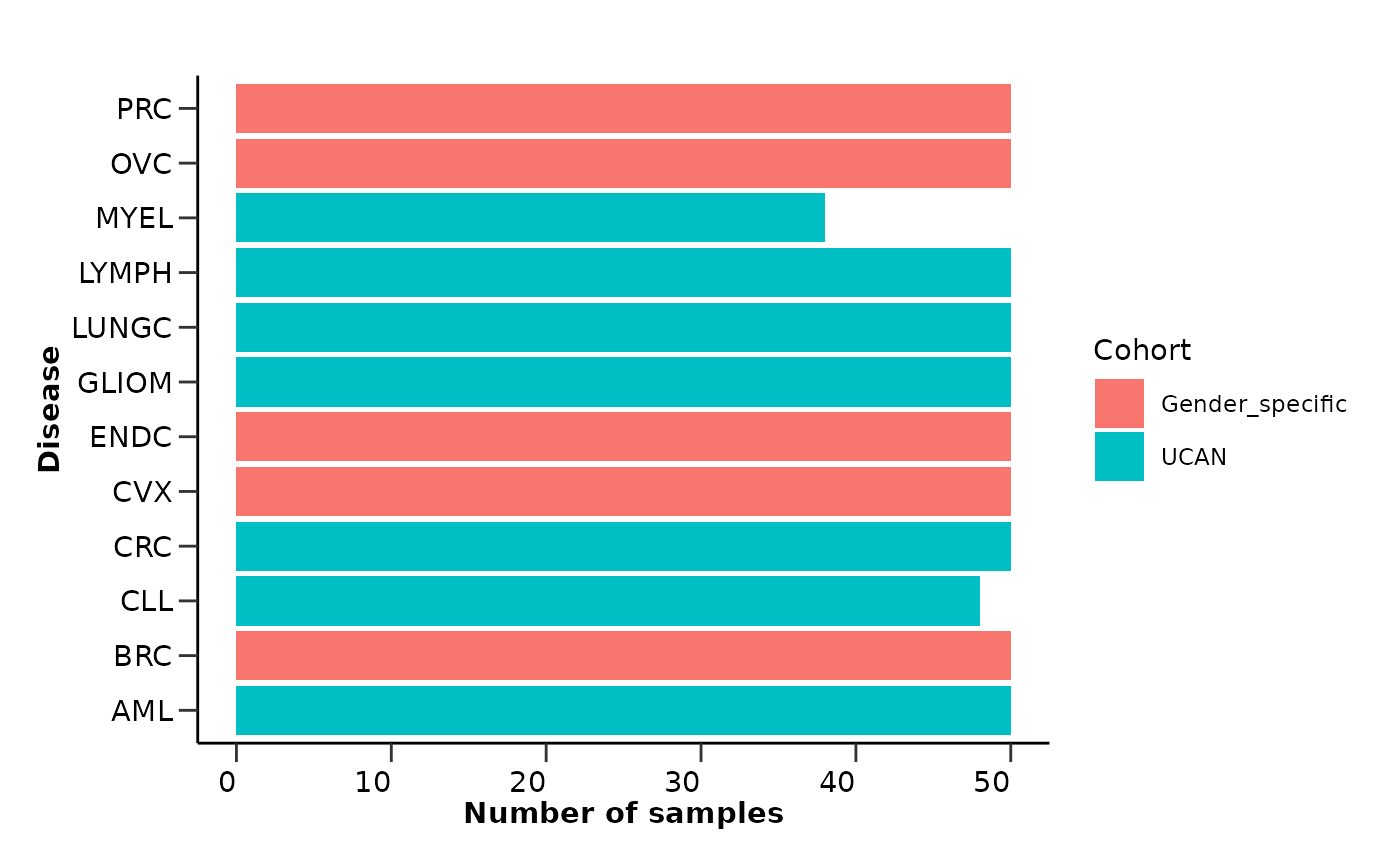 PRC
OVC
MYEL
LYMPH
LUNGC
GLIOM
ENDC
CVX
CRC
CLL
BRC
AML
Disease
0 10 20 30 40 50
Number of samples
Cohort
Gender_specific
UCAN